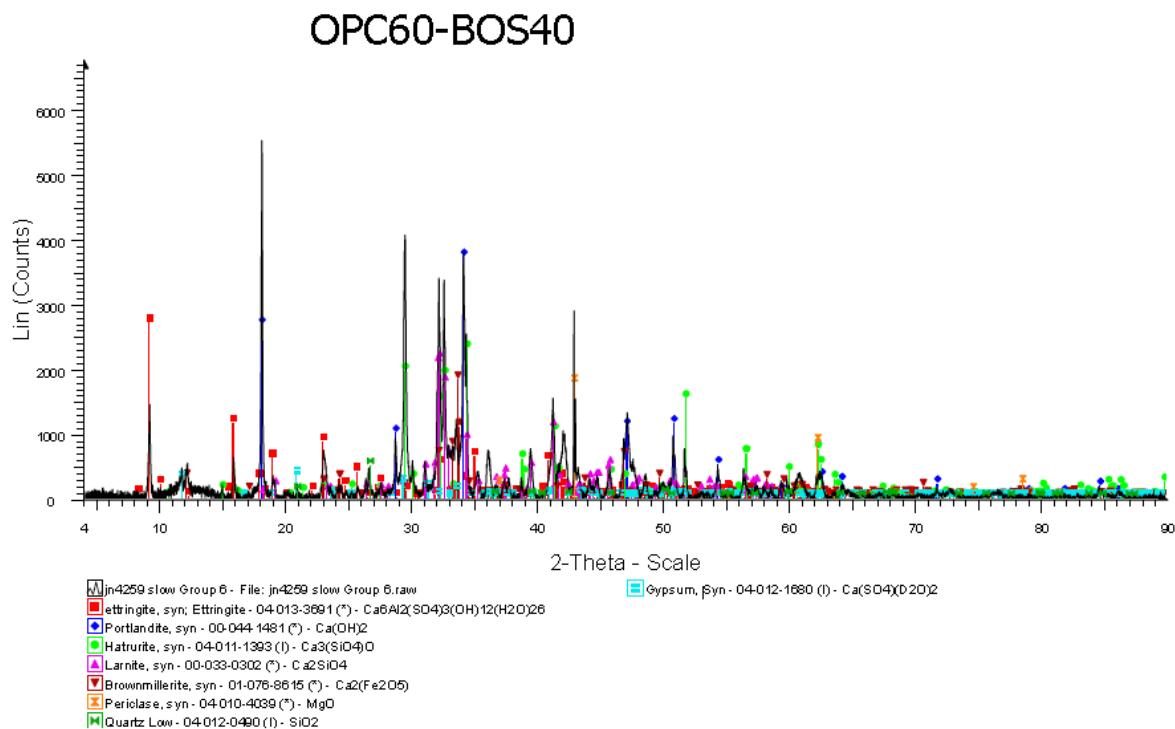 OPC60-BOS40
Lin (Counts)
6000
5000
4000
3000
2000
1000
0
4 10 20 30 40 50 60 70 80 90
2-Theta - Scale
jn4259 slow Group 6 - File: jn4259 slow Group 6.raw
ettringite, syn; Ettringite - 04-013-3691 (*) - Ca6Al2(SO4)3(OH)12(H2O)26
Portlandite, syn - 00-044-1481 (*) - Ca(OH)2
Hatrurite, syn - 04-011-1393 (I) - Ca3(SiO4)O
Larnite, syn - 00-033-0302 (*) - Ca2SiO4
Brownmillerite, syn - 01-076-8615 (*) - Ca2(Fe2O5)
Periclase, syn - 04-010-4039 (*) - MgO
Quartz Low - 04-012-0490 (I) - SiO2
Gypsum, Syn - 04-012-1680 (I) - Ca(SO4)(D2O)2